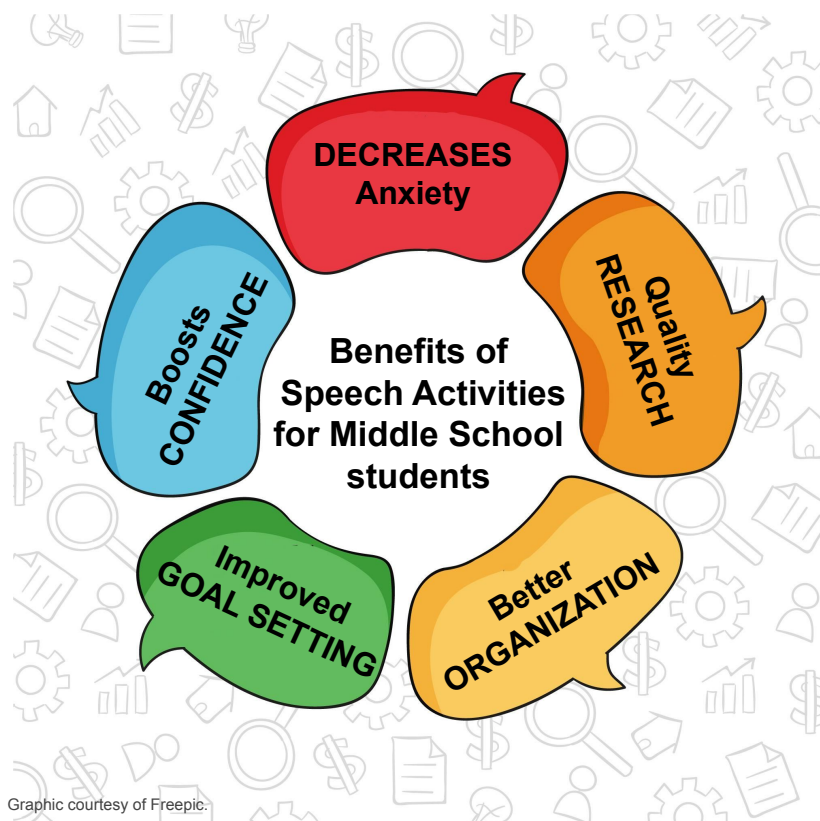 DECREASES
Anxiety
Quality
RESEARCH
Better
ORGANIZATION
Improved
GOAL SETTING
Boosts
CONFIDENCE
Benefits of
Speech Activities
for Middle School
students
Graphic courtesy of Freepic.